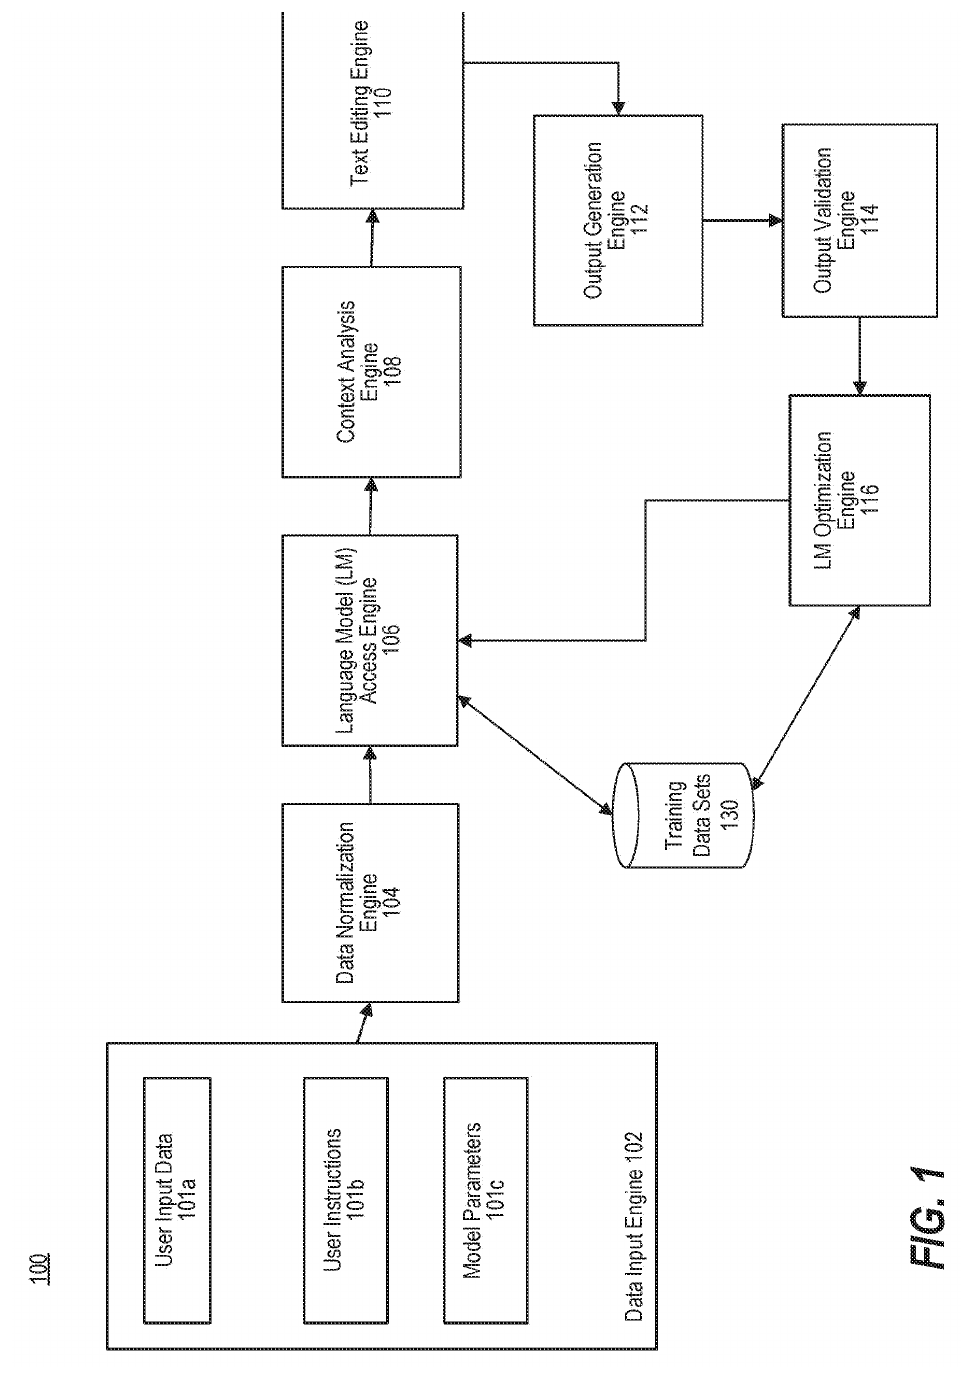 100
User Input Data
101a
User Instructions
101b
Model Parameters
101c
Data Input Engine 102
Data Normalization
Engine
104
Language Model (LM)
Access Engine
106
Context Analysis
Engine
108
Text Editing Engine
110
Output Generation
Engine
112
Output Validation
Engine
114
LM Optimization
Engine
116
Training
Data Sets
130
FIG. 1